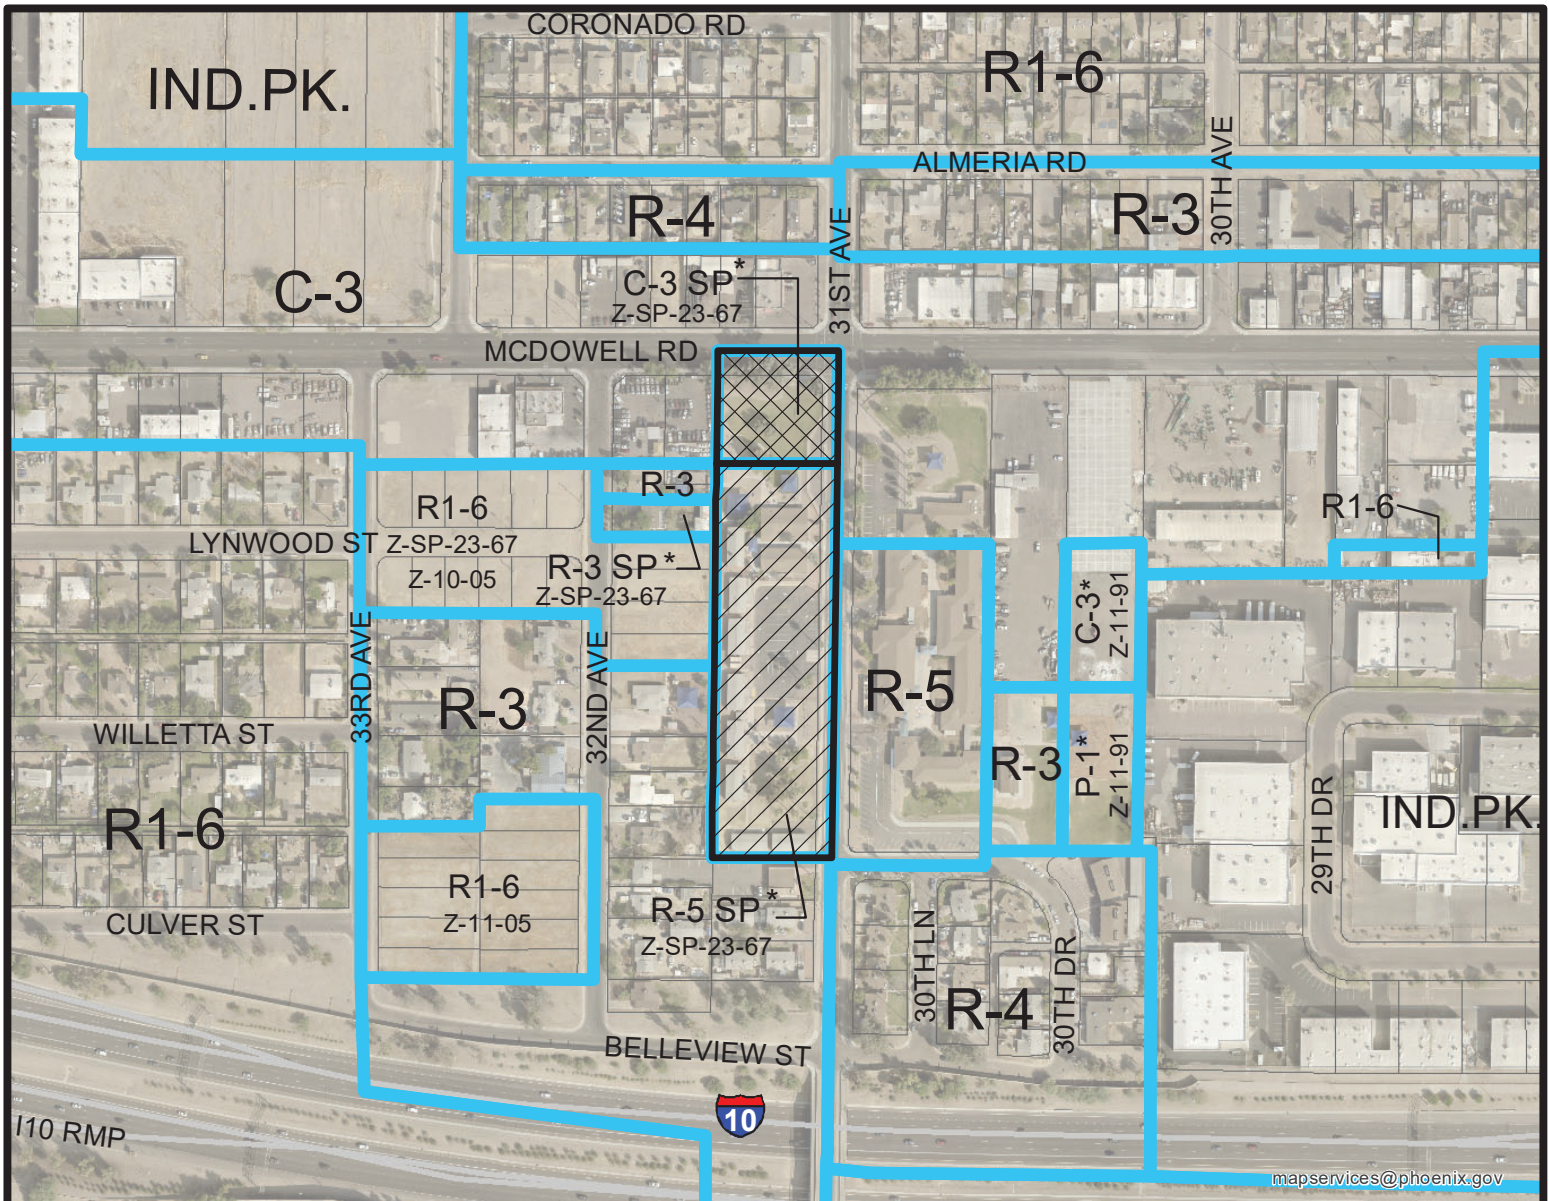 CORONADO RD
IND.PK.
R1-6
ALMERIA RD
30TH AVE
R-4
R-3
31ST AVE
C-3 SP*
Z-SP-23-67
C-3
MCDOWELL RD
R-3
R1-6
Z-SP-23-67
Z-10-05
LYNWOOD ST
R-3 SP*
Z-SP-23-67
R1-6
C-3*
Z-11-91
33RD AVE
32ND AVE
R-3
R-5
WILLETTA ST
R-3
P-1*
Z-11-91
R1-6
IND.PK.
29TH DR
R1-6
Z-11-05
R-5 SP*
Z-SP-23-67
CULVER ST
30TH LN
R-4
30TH DR
BELLEVIEW ST
10
I10 RMP
mapservices@phoenix.gov